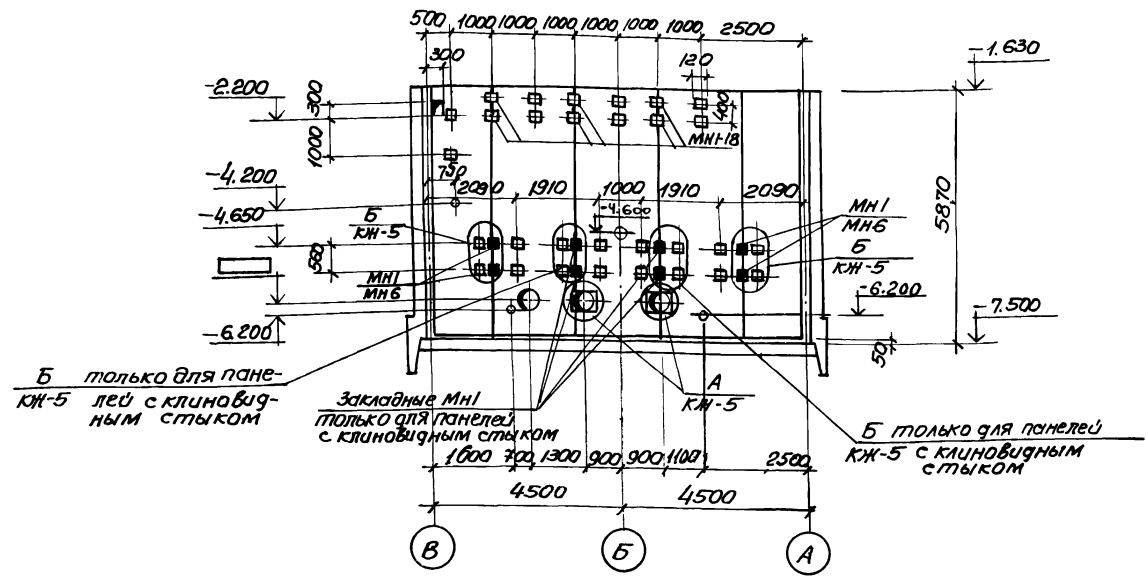 500 1000 1000 1000 1000 1000 1000 2500
300
120
-1.630
-2.200
300
400
МН1-18
1000
750
-4.200
2090 1910 1000 1910 2090
5870
-4.650
-4.600
Б
КЖ-5
МН1
МН6
Б
КЖ-5
560
МН1
МН6
-6.200
-7.500
-6.200
50
Б только для пане-
КЖ-5 лей с клиновид-
ным стыком
Закладные МН1
только для панелей
с клиновидным стыком
А
КЖ-5
Б только для панелей
КЖ-5 с клиновидным
стыком
1600 700 1300 900 900 1100 2500
4500 4500
В Б А